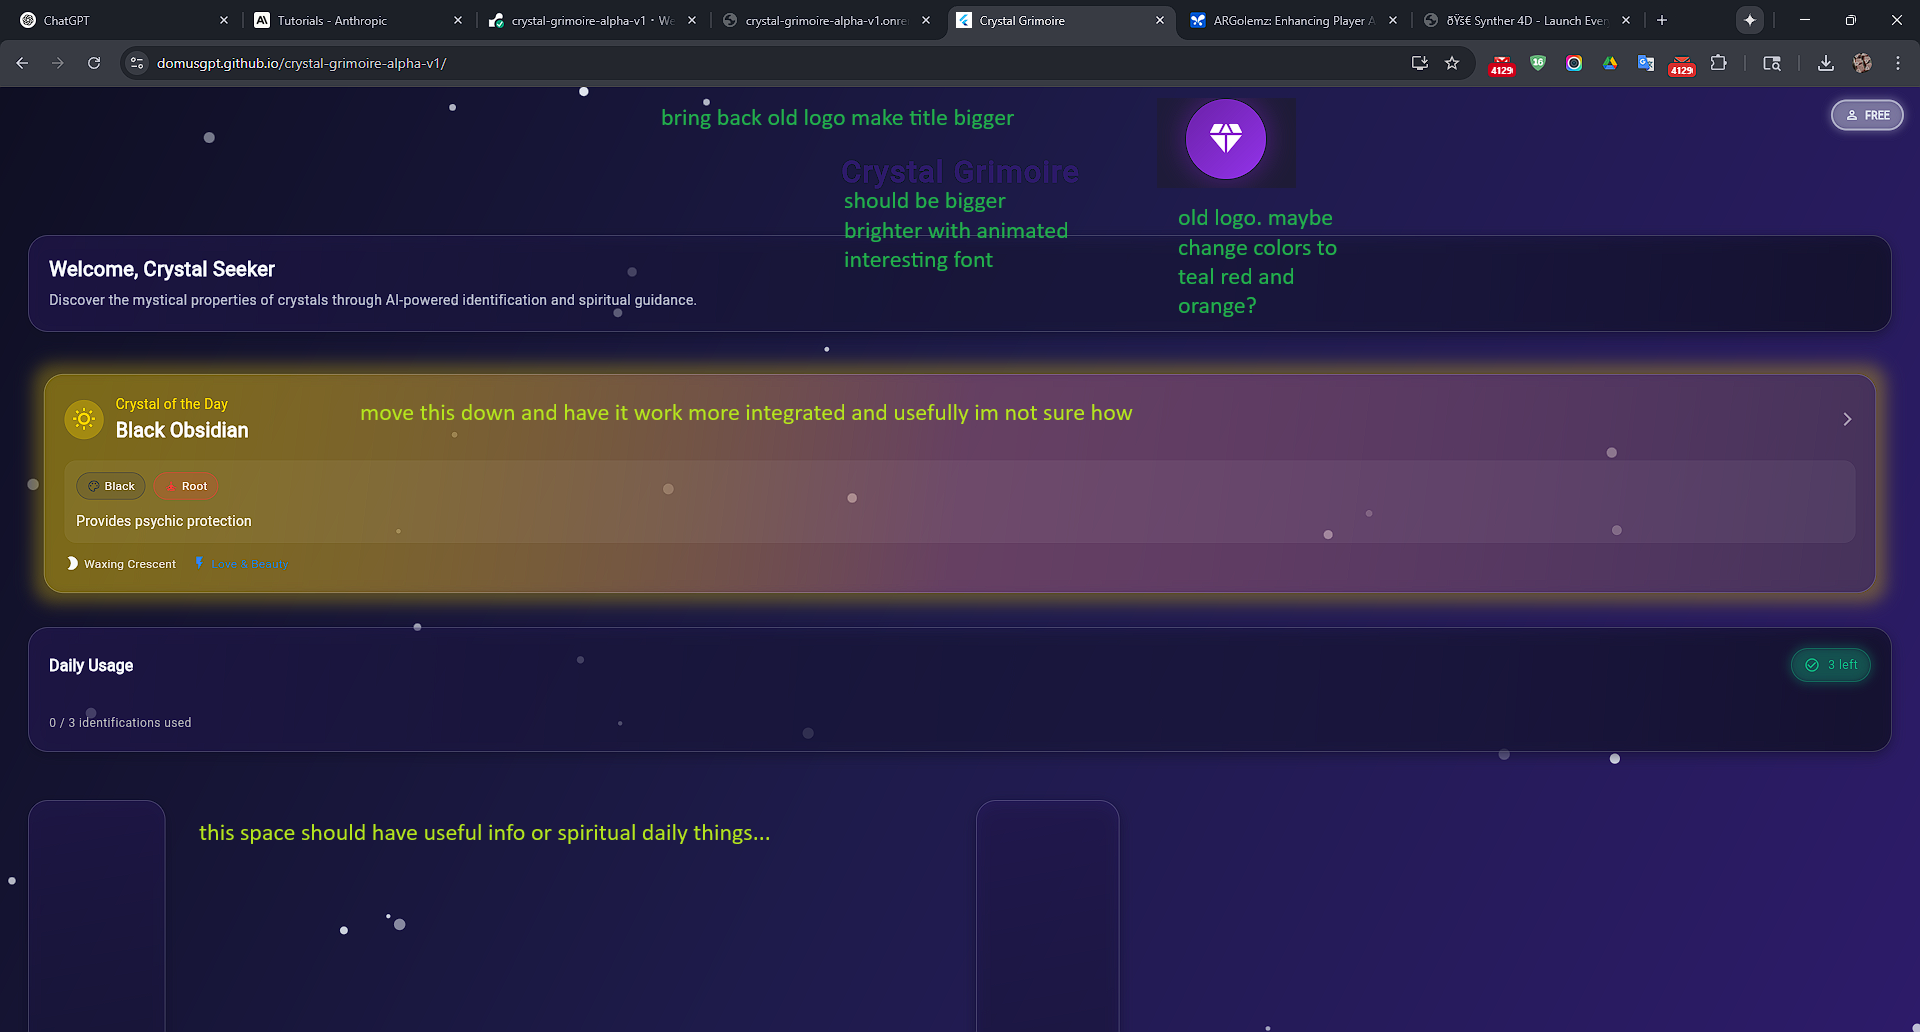 ChatGPT
Tutorials - Anthropic
crystal-grimoire-alpha-v1 · We
crystal-grimoire-alpha-v1.onre
Crystal Grimoire
ARGolemz: Enhancing Player A
ðŸš€ Synther 4D - Launch Ever
domusgpt.github.io/crystal-grimoire-alpha-v1/
4129
16
4129
bring back old logo make title bigger
FREE
Crystal Grimoire
should be bigger
brighter with animated
interesting font
old logo. maybe
change colors to
teal red and
orange?
Welcome, Crystal Seeker
Discover the mystical properties of crystals through AI-powered identification and spiritual guidance.
Crystal of the Day
Black Obsidian
move this down and have it work more integrated and usefully im not sure how
Black
Root
Provides psychic protection
Waxing Crescent
Love & Beauty
Daily Usage
3 left
0 / 3 identifications used
this space should have useful info or spiritual daily things...